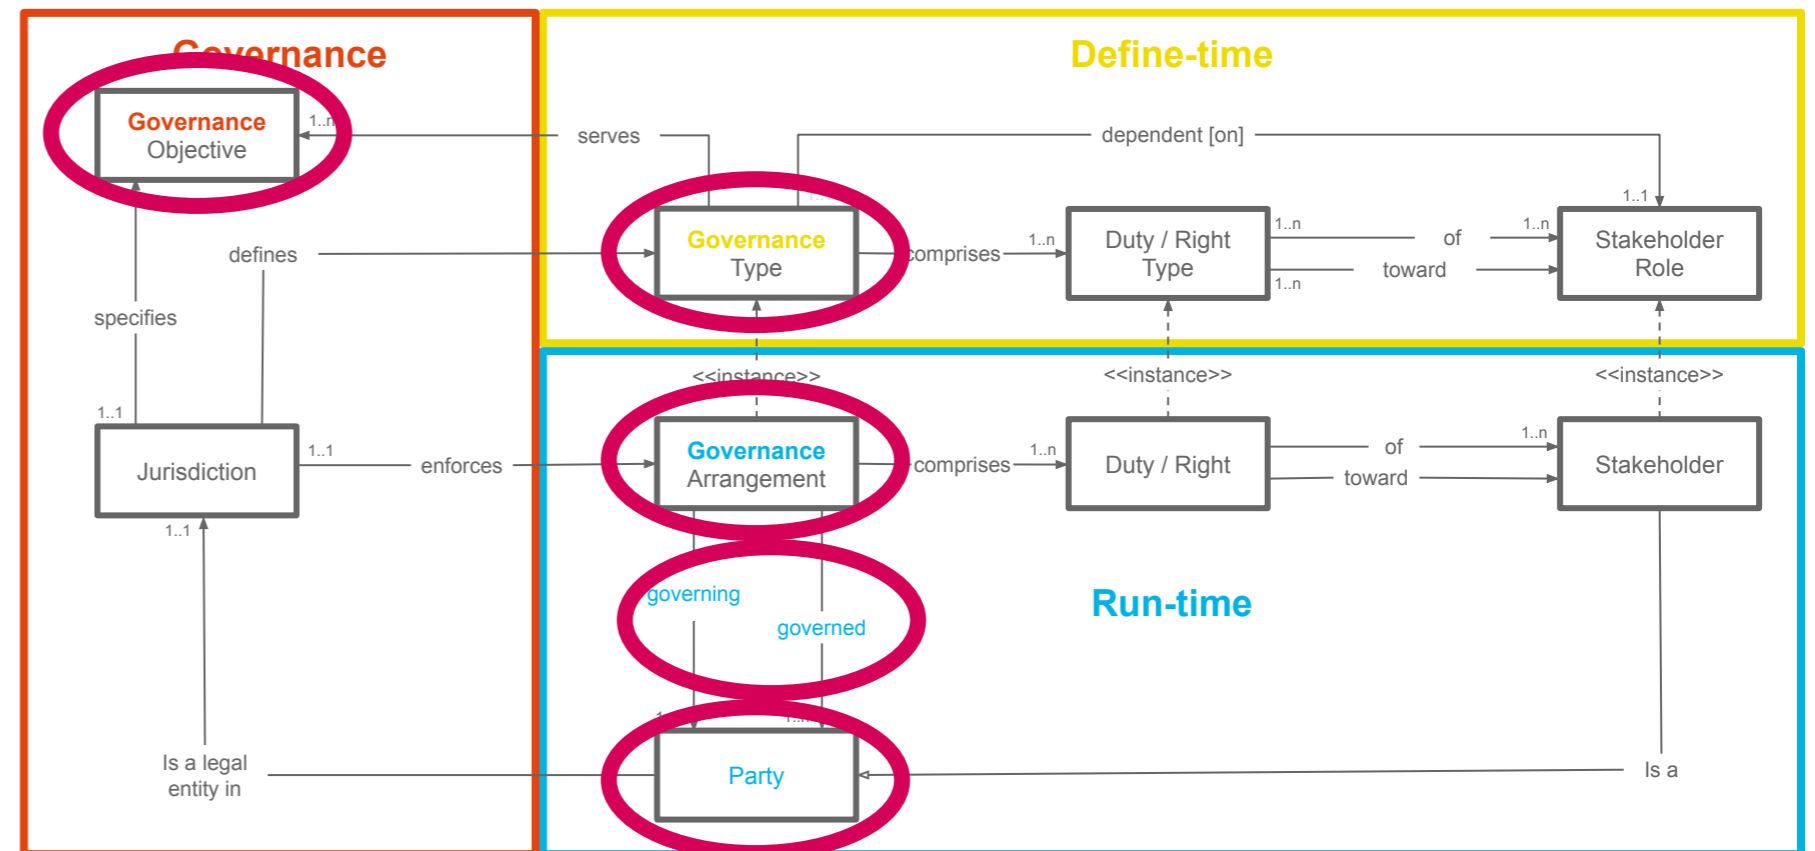 Governance
Define-time
Governance
Objective
1..n
serves
dependent [on]
1..1
Governance
Type
comprises
1..n
Duty / Right
Type
1..n
1..n
of
toward
1..n
Stakeholder
Role
defines
specifies
<<instance>>
<<instance>>
<<instance>>
1..1
Jurisdiction
1..1
enforces
Governance
Arrangement
comprises
1..n
Duty / Right
of
toward
1..n
Stakeholder
1..1
governing
governed
Run-time
Is a legal
entity in
Party
Is a